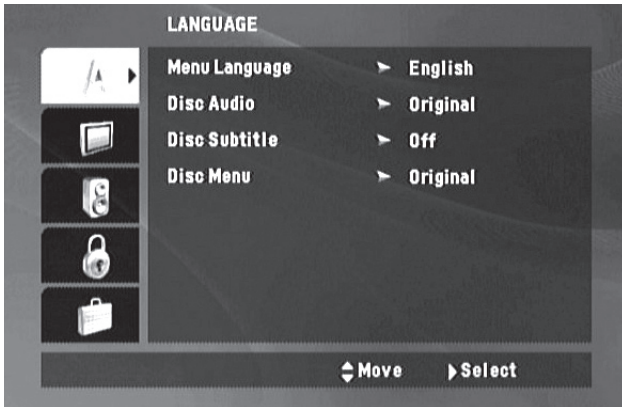 LANGUAGE
Menu Language ➢ English
Disc Audio ➢ Original
Disc Subtitle ➢ Off
Disc Menu ➢ Original
Move Select